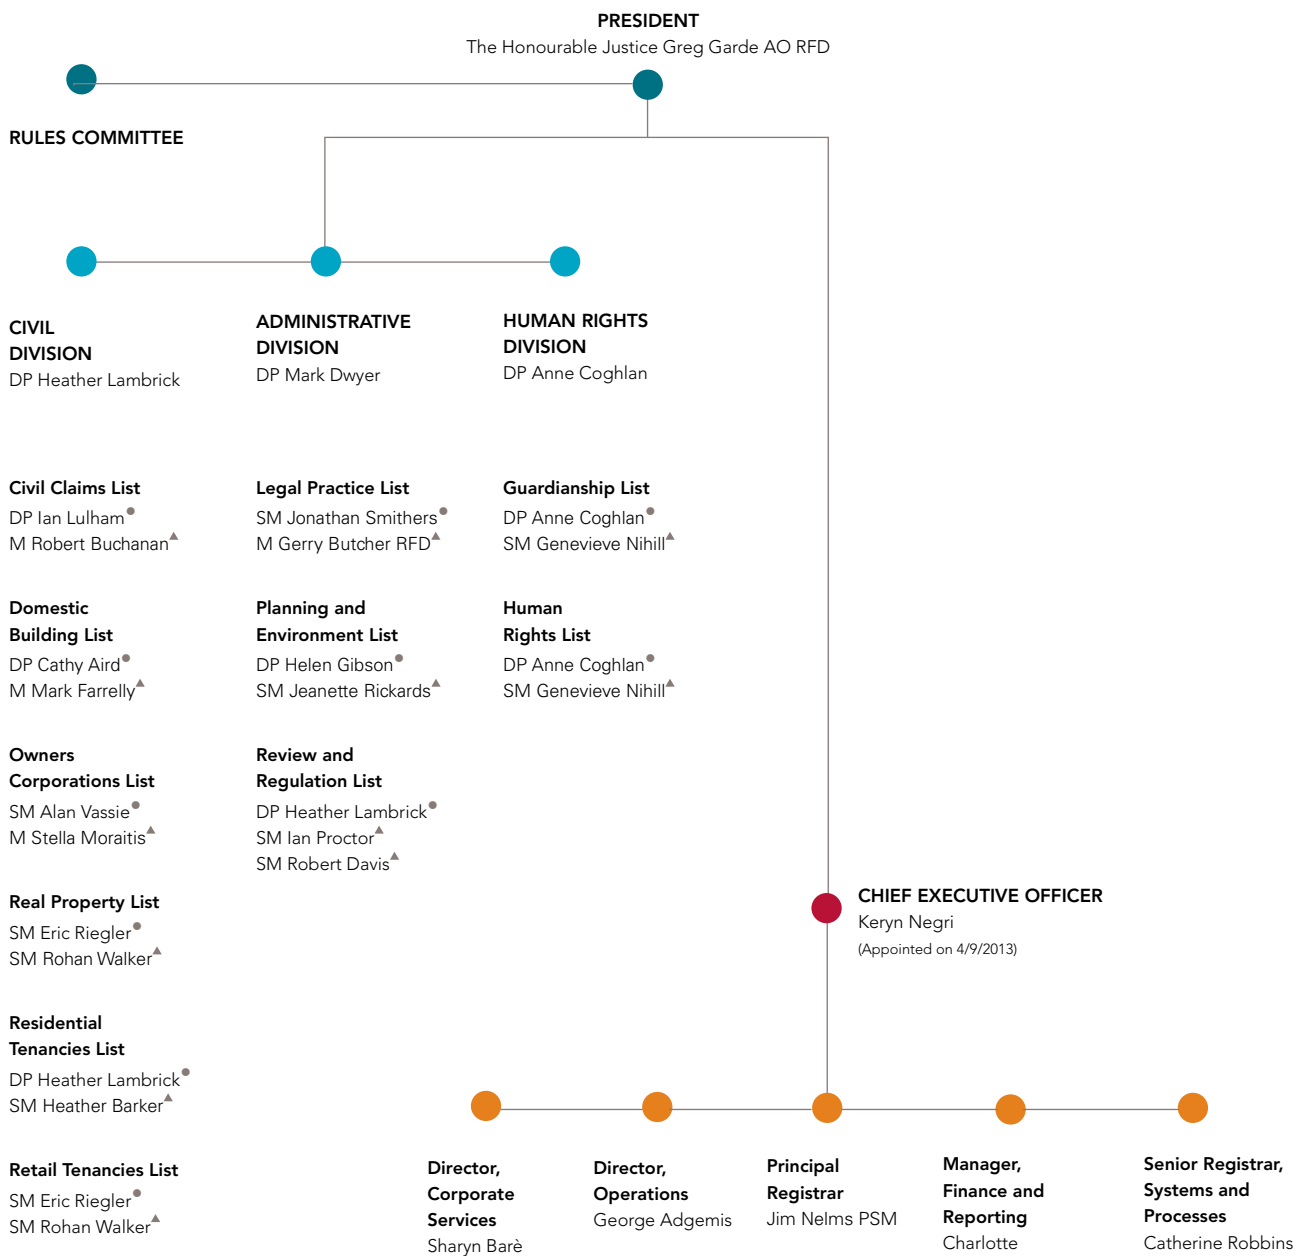 PRESIDENT
The Honourable Justice Greg Garde AO RFD
RULES COMMITTEE
CIVIL
DIVISION
DP Heather Lambrick
ADMINISTRATIVE
DIVISION
DP Mark Dwyer
HUMAN RIGHTS
DIVISION
DP Anne Coghlan
Civil Claims List
DP Ian Lulham●
M Robert Buchanan▲
Domestic
Building List
DP Cathy Aird●
M Mark Farrelly▲
Owners
Corporations List
SM Alan Vassie●
M Stella Moraitis▲
Real Property List
SM Eric Riegler●
SM Rohan Walker▲
Residential
Tenancies List
DP Heather Lambrick●
SM Heather Barker▲
Retail Tenancies List
SM Eric Riegler●
SM Rohan Walker▲
Legal Practice List
SM Jonathan Smithers●
M Gerry Butcher RFD▲
Planning and
Environment List
DP Helen Gibson●
SM Jeanette Rickards▲
Review and
Regulation List
DP Heather Lambrick●
SM Ian Proctor▲
SM Robert Davis▲
Guardianship List
DP Anne Coghlan●
SM Genevieve Nihill▲
Human
Rights List
DP Anne Coghlan●
SM Genevieve Nihill▲
CHIEF EXECUTIVE OFFICER
Keryn Negri
(Appointed on 4/9/2013)
Director,
Corporate
Services
Sharyn Barè
Director,
Operations
George Adgemis
Principal
Registrar
Jim Nelms PSM
Manager,
Finance and
Reporting
Charlotte
Senior Registrar,
Systems and
Processes
Catherine Robbins